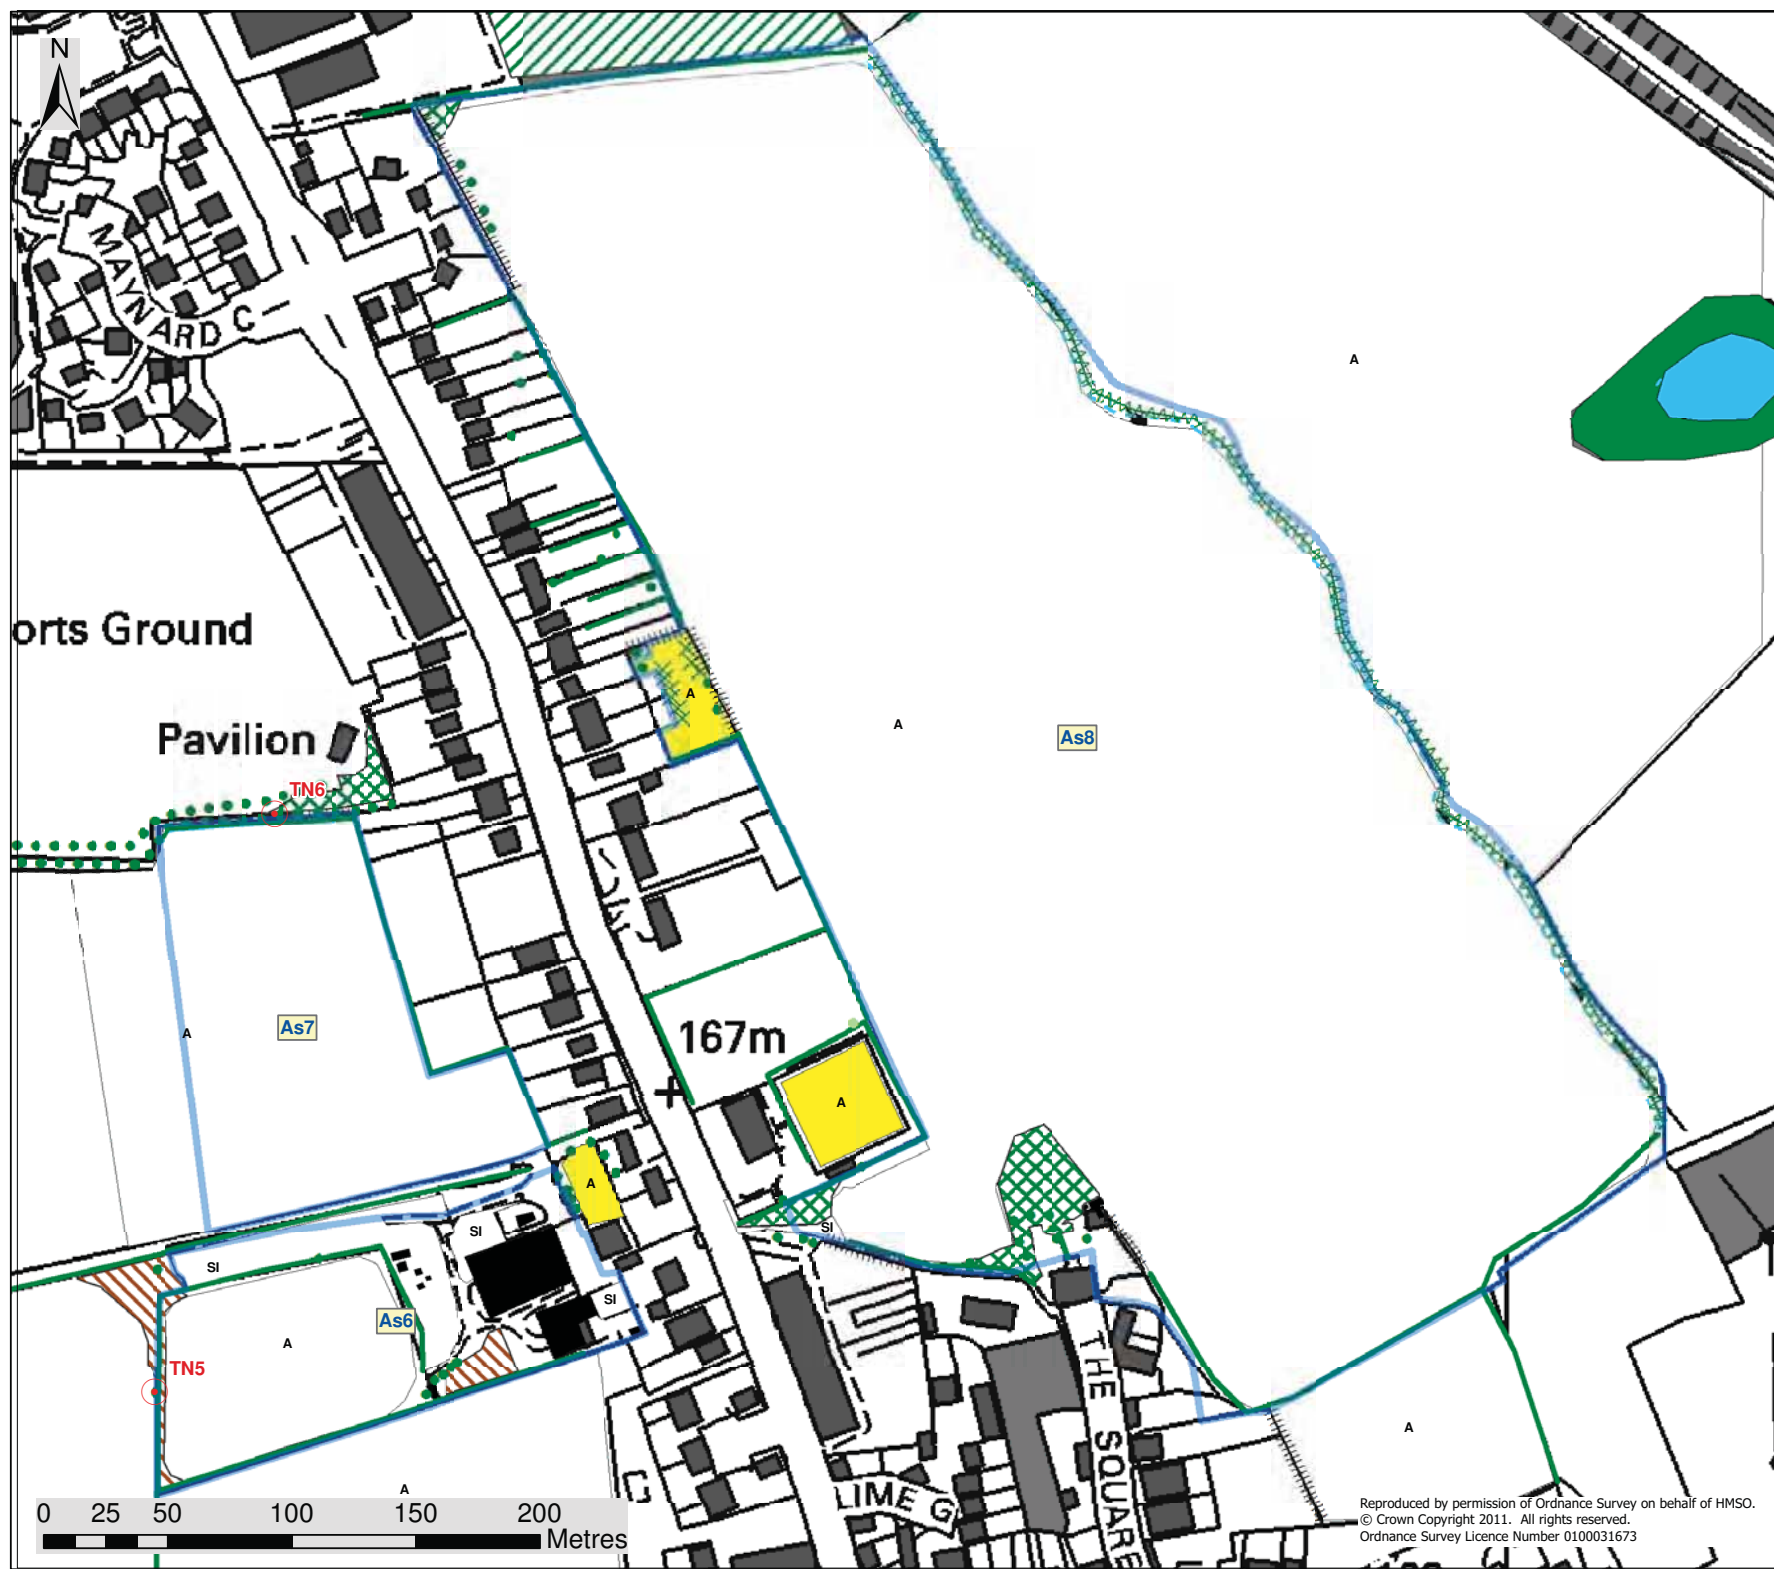 N
MAYNARD C
A
orts Ground
A
A
As8
Pavilion
TN6
As7
A
167m
A
A
SI
SI
SI
As6
SI
A
TN5
THE SQUARE
A
A
LIME G
0 25 50 100 150 200
Metres
Reproduced by permission of Ordnance Survey on behalf of HMSO.
© Crown Copyright 2011. All rights reserved.
Ordnance Survey Licence Number 0100031673